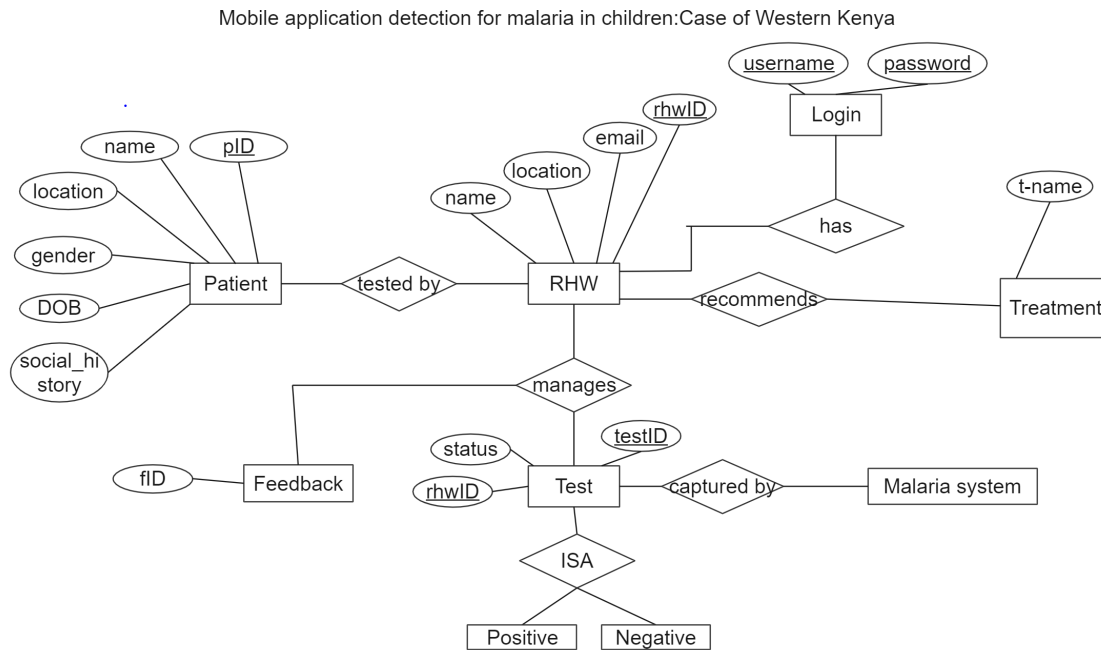 Mobile application detection for malaria in children:Case of Western Kenya
username
password
Login
rhwID
email
name
pID
location
location
name
t-name
has
gender
Patient
tested by
RHW
recommends
Treatment
DOB
social_hi
story
manages
status
testID
fID
Feedback
rhwID
Test
captured by
Malaria system
ISA
Positive
Negative